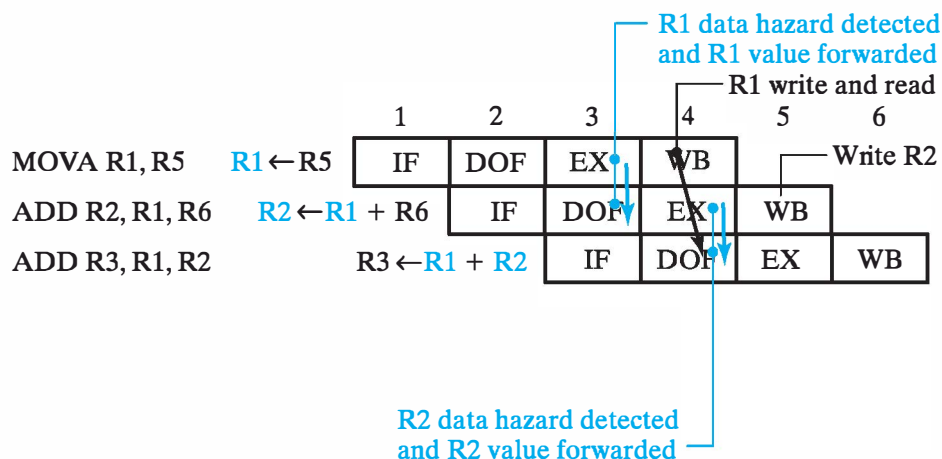 R1 data hazard detected
and R1 value forwarded
R1 write and read
1 2 3 4 5 6
MOVA R1, R5 R1←R5 IF DOF EX WB Write R2
ADD R2, R1, R6 R2←R1 + R6 IF DOF EX WB
ADD R3, R1, R2 R3←R1 + R2 IF DOF EX WB
R2 data hazard detected
and R2 value forwarded